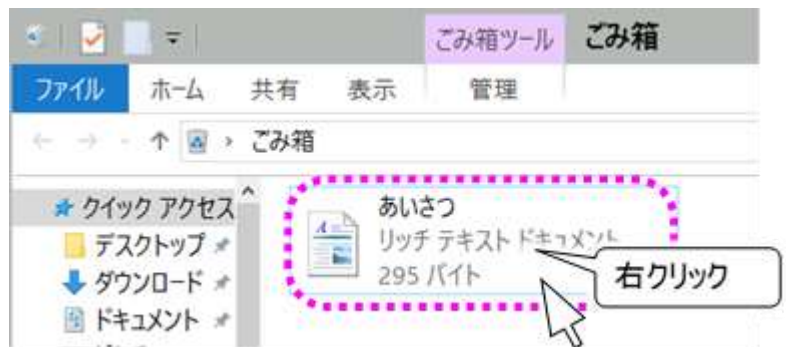 ごみ箱ツール
ごみ箱
ファイル
ホーム
共有
表示
管理
ごみ箱
クイック アクセス
デスクトップ
ダウンロード
ドキュメント
あいさつ
リッチ テキスト ドキュメント
295 バイト
右クリック